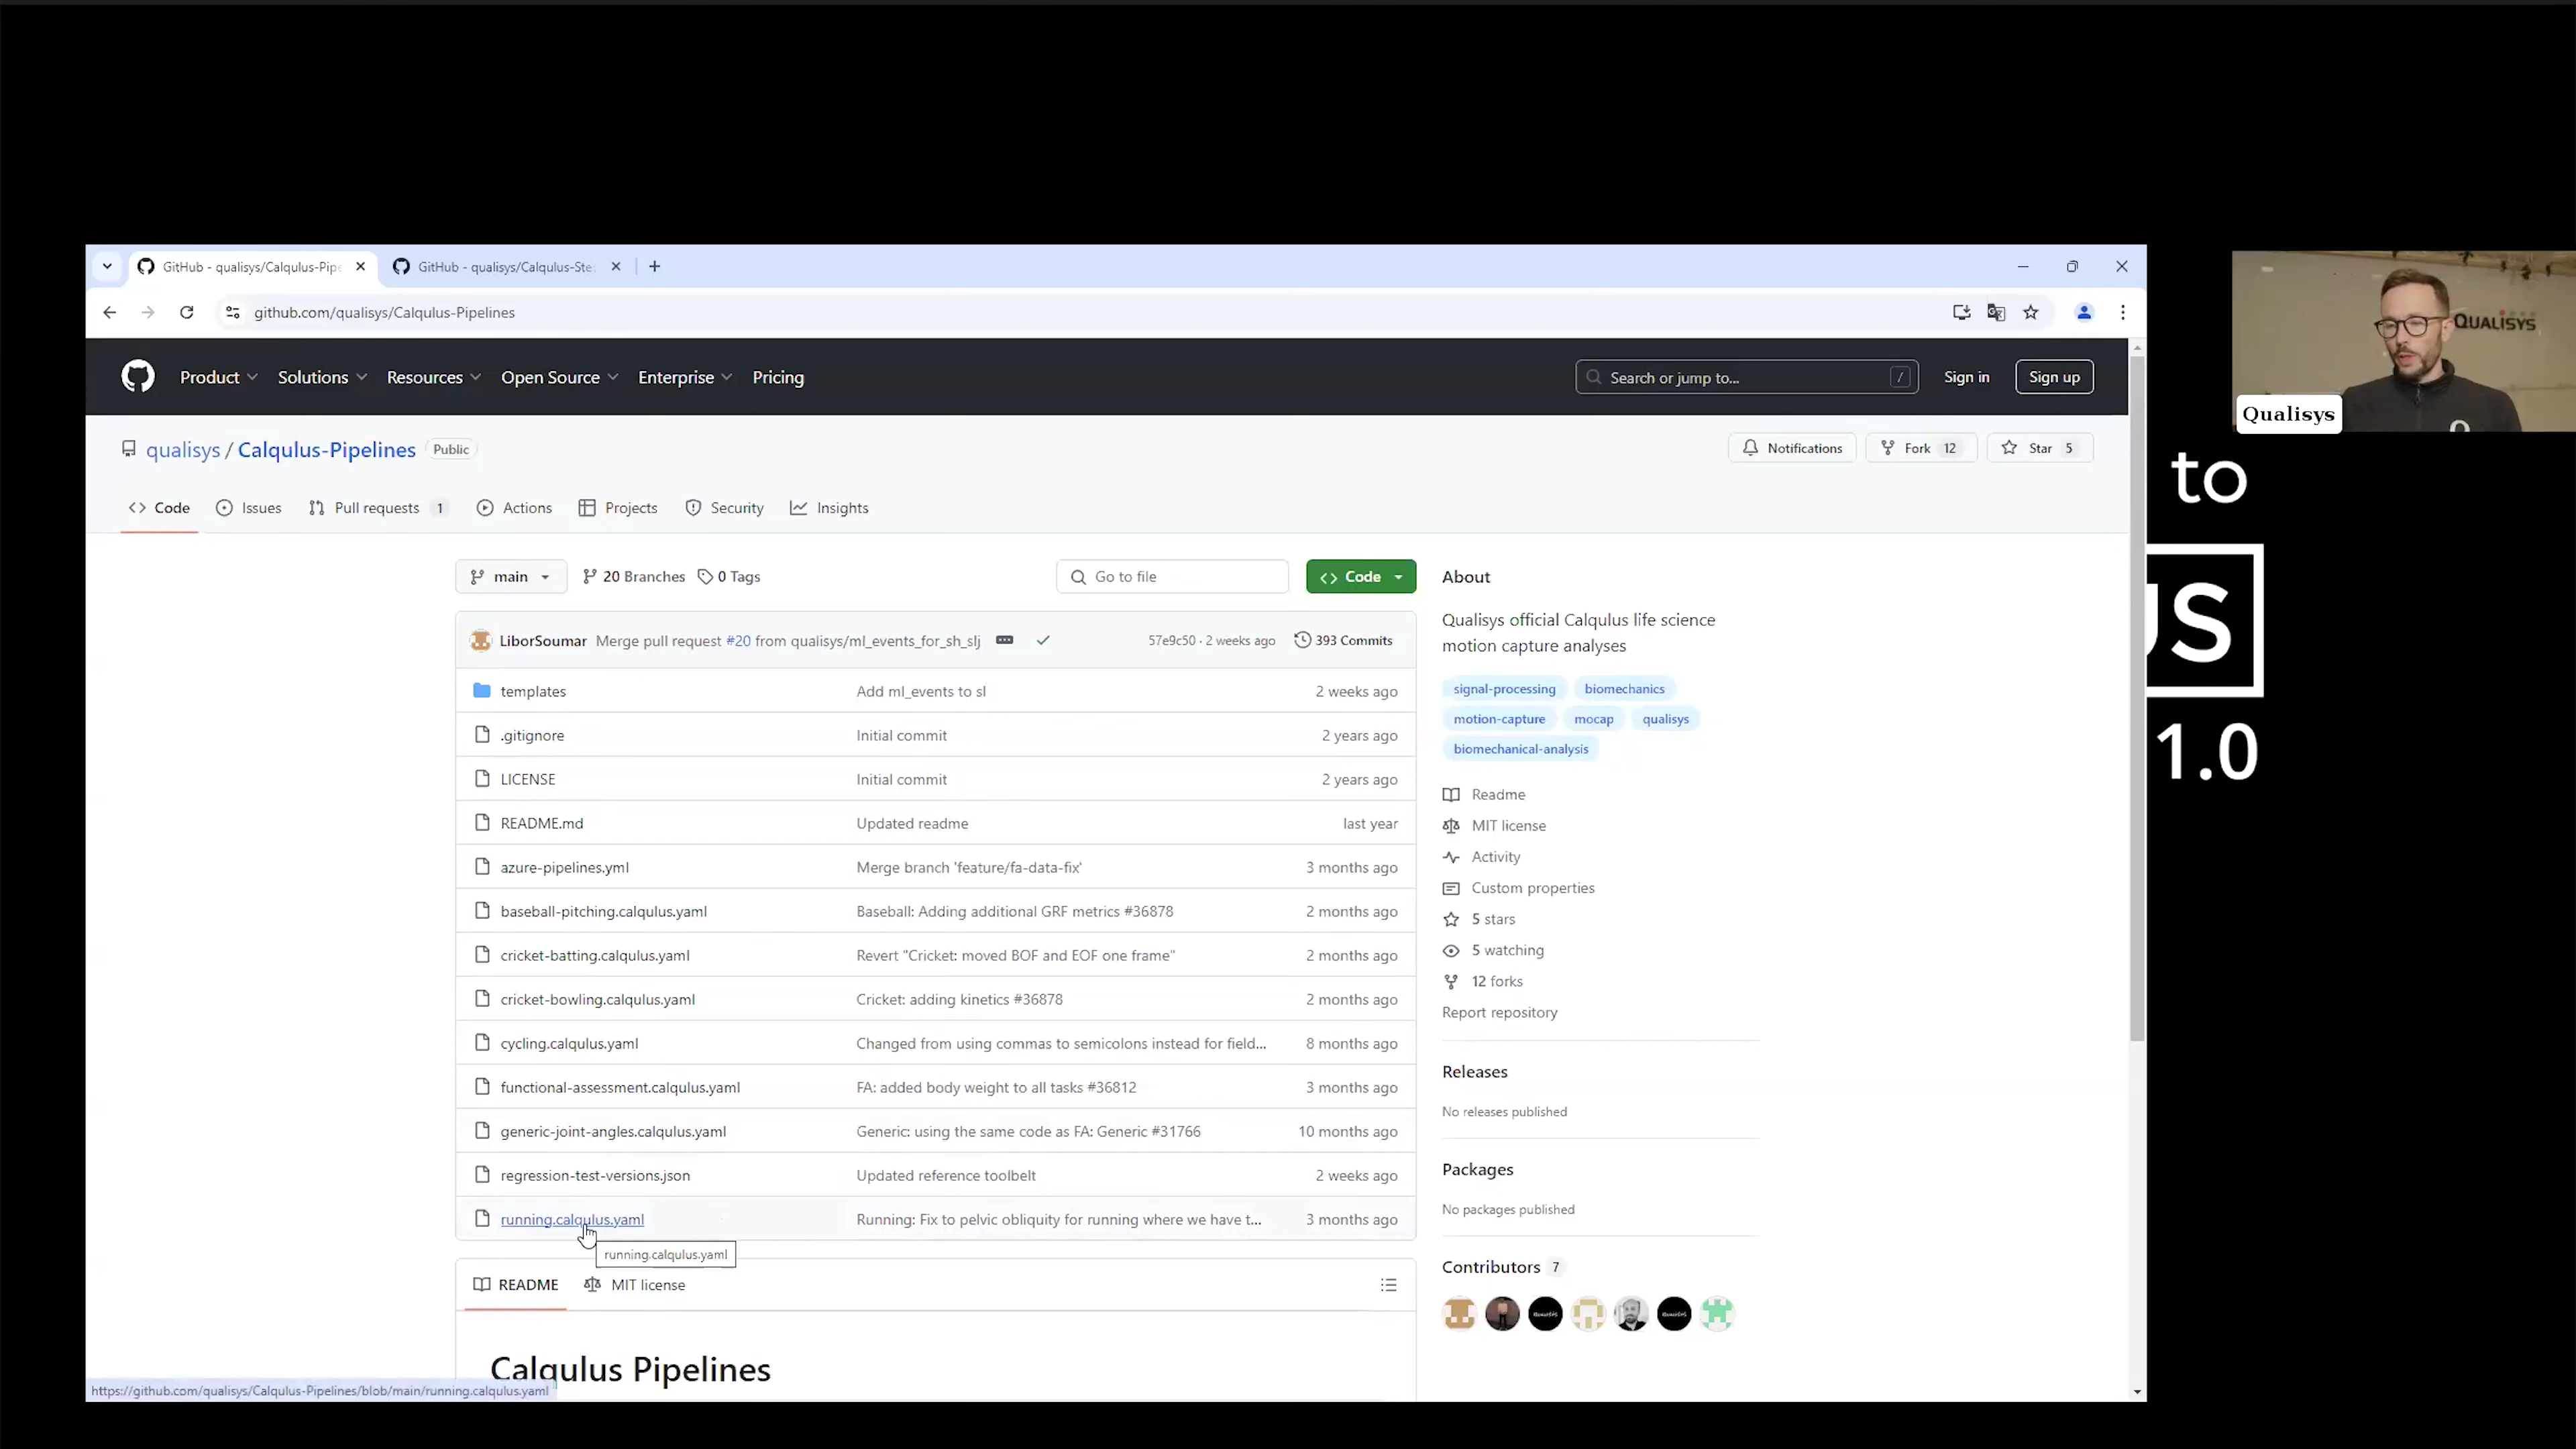 GitHub - qualisys/Calqulus-Pip
GitHub - qualisys/Calqulus-Ste
github.com/qualisys/Calqulus-Pipelines
Product
Solutions
Resources
Open Source
Enterprise
Pricing
Search or jump to...
/
Sign in
Sign up
QUALISYS
Qualisys
to
US
1.0
qualisys / Calqulus-Pipelines
Public
Notifications
Fork 12
Star 5
Code
Issues
Pull requests 1
Actions
Projects
Security
Insights
main
20 Branches
0 Tags
Go to file
Code
LiborSoumar Merge pull request #20 from qualisys/ml_events_for_sh_slj 57e9c50 · 2 weeks ago 393 Commits
templates Add ml_events to sl 2 weeks ago
.gitignore Initial commit 2 years ago
LICENSE Initial commit 2 years ago
README.md Updated readme last year
azure-pipelines.yml Merge branch 'feature/fa-data-fix' 3 months ago
baseball-pitching.calqulus.yaml Baseball: Adding additional GRF metrics #36878 2 months ago
cricket-batting.calqulus.yaml Revert "Cricket: moved BOF and EOF one frame" 2 months ago
cricket-bowling.calqulus.yaml Cricket: adding kinetics #36878 2 months ago
cycling.calqulus.yaml Changed from using commas to semicolons instead for field... 8 months ago
functional-assessment.calqulus.yaml FA: added body weight to all tasks #36812 3 months ago
generic-joint-angles.calqulus.yaml Generic: using the same code as FA: Generic #31766 10 months ago
regression-test-versions.json Updated reference toolbelt 2 weeks ago
running.calqulus.yaml Running: Fix to pelvic obliquity for running where we have t... 3 months ago
running.calqulus.yaml
README
MIT license
Calqulus Pipelines
https://github.com/qualisys/Calqulus-Pipelines/blob/main/running.calqulus.yaml
About
Qualisys official Calqulus life science
motion capture analyses
signal-processing biomechanics
motion-capture mocap qualisys
biomechanical-analysis
Readme
MIT license
Activity
Custom properties
5 stars
5 watching
12 forks
Report repository
Releases
No releases published
Packages
No packages published
Contributors 7